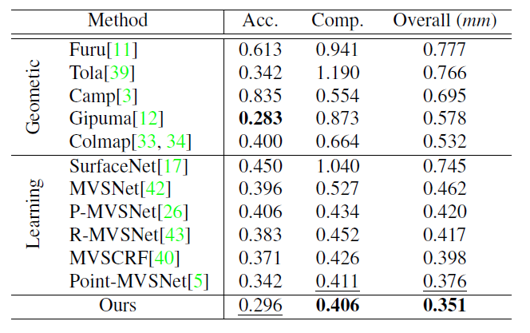 Method Acc. Comp. Overall (mm)
Geometic
Furu[11] 0.613 0.941 0.777
Tola[39] 0.342 1.190 0.766
Camp[3] 0.835 0.554 0.695
Gipuma[12] 0.283 0.873 0.578
Colmap[33, 34] 0.400 0.664 0.532
Learning
SurfaceNet[17] 0.450 1.040 0.745
MVSNet[42] 0.396 0.527 0.462
P-MVSNet[26] 0.406 0.434 0.420
R-MVSNet[43] 0.383 0.452 0.417
MVSCRF[40] 0.371 0.426 0.398
Point-MVSNet[5] 0.342 0.411 0.376
Ours 0.296 0.406 0.351